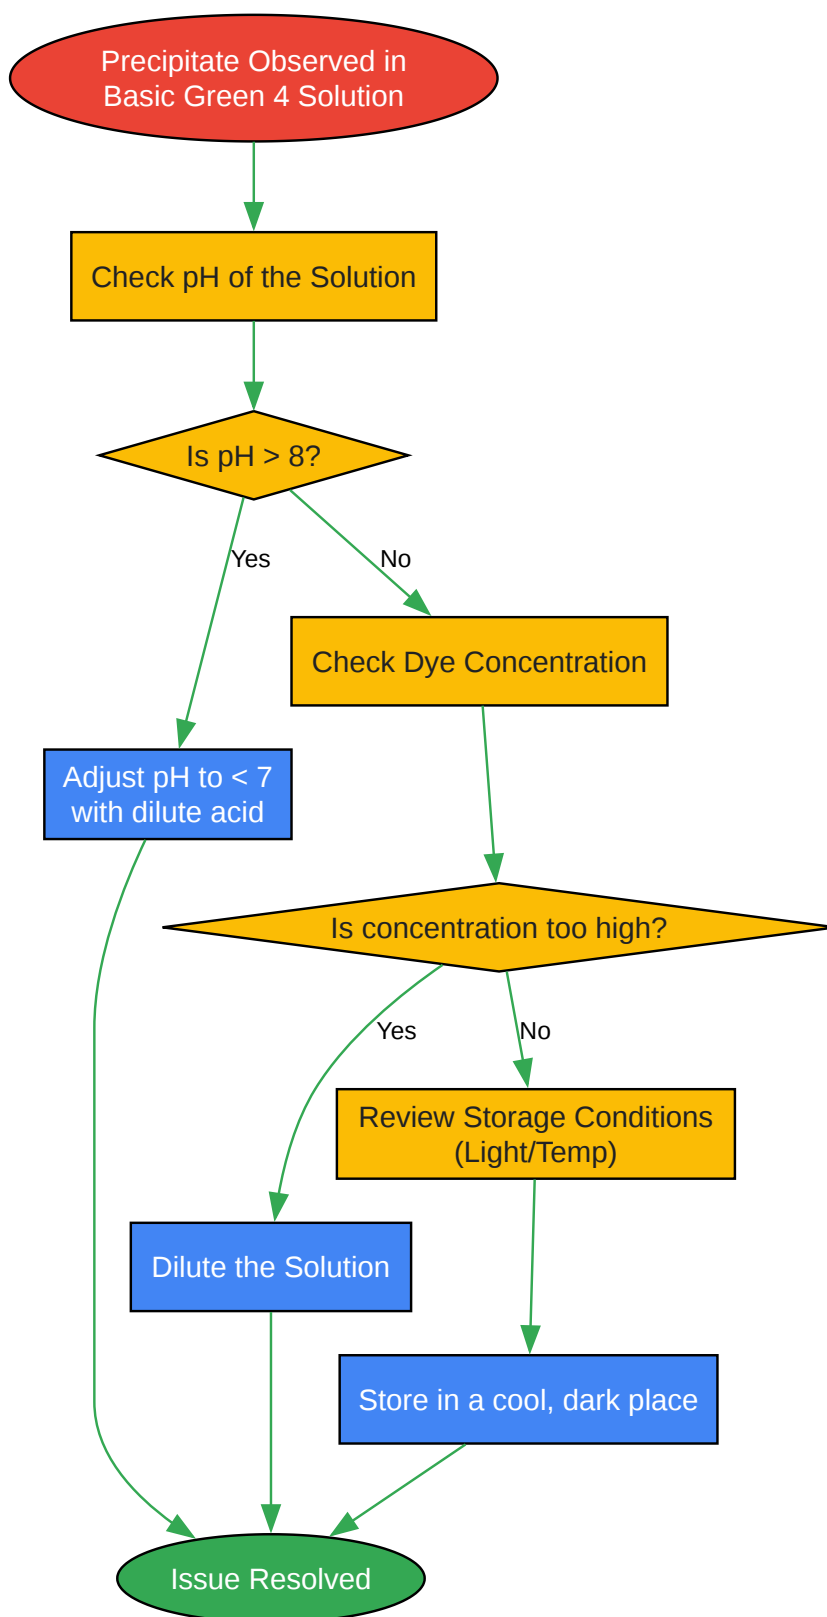 Precipitate Observed in
Basic Green 4 Solution
Check pH of the Solution
Is pH > 8?
Yes
No
Check Dye Concentration
Adjust pH to < 7
with dilute acid
Is concentration too high?
Yes
No
Review Storage Conditions
(Light/Temp)
Dilute the Solution
Store in a cool, dark place
Issue Resolved